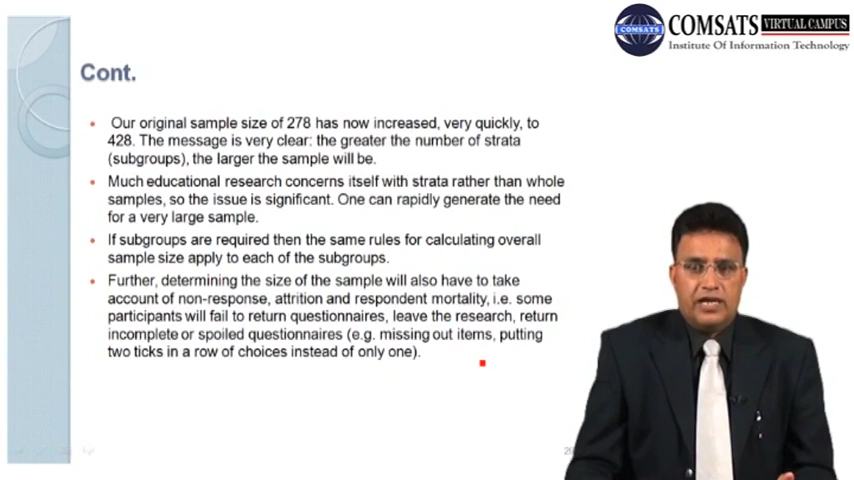 COMSATS
COMSATS VIRTUAL CAMPUS
Institute Of Information Technology
Cont.
Our original sample size of 278 has now increased, very quickly, to
428. The message is very clear: the greater the number of strata
(subgroups), the larger the sample will be.
Much educational research concerns itself with strata rather than whole
samples, so the issue is significant. One can rapidly generate the need
for a very large sample.
If subgroups are required then the same rules for calculating overall
sample size apply to each of the subgroups.
Further, determining the size of the sample will also have to take
account of non-response, attrition and respondent mortality, i.e. some
participants will fail to return questionnaires, leave the research, return
incomplete or spoiled questionnaires (e.g. missing out items, putting
two ticks in a row of choices instead of only one).